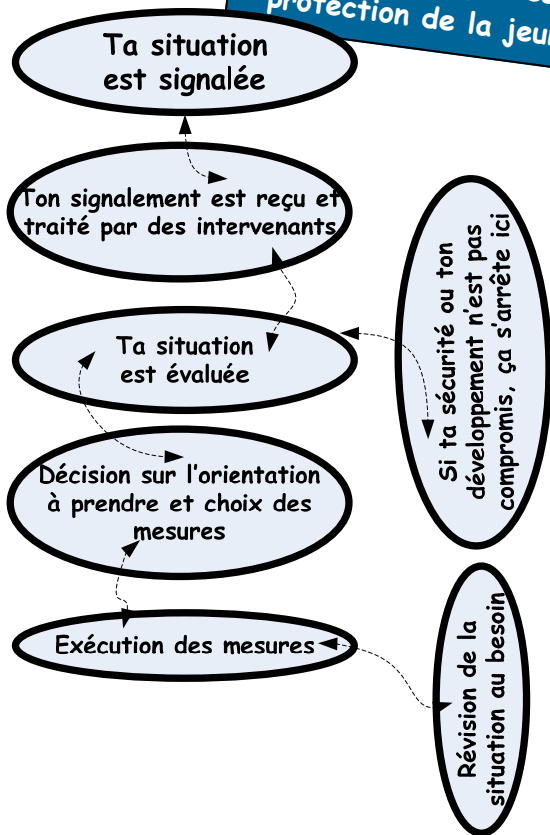 protection de la
Ta situation
est signalée
Ton signalement est reçu et
traité par des intervenants
Ta situation
est évaluée
Si ta sécurité ou ton
développement n'est pas
compromis, ça s'arrête ici
Décision sur l'orientation
à prendre et choix des
mesures
Exécution des mesures
Révision de la
situation au besoin